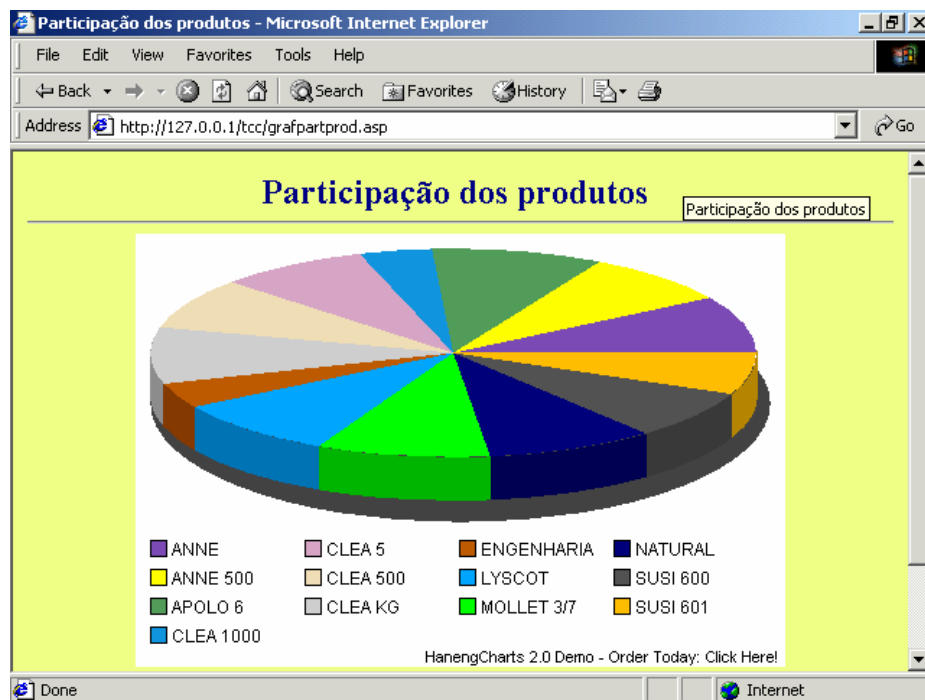 Participação dos produtos - Microsoft Internet Explorer
File Edit View Favorites Tools Help
Back Search Favorites History
Address http://127.0.0.1/tcc/grafpartprod.asp Go
Participação dos produtos
Participação dos produtos
ANNE CLEA 5 ENGENHARIA NATURAL
ANNE 500 CLEA 500 LYSCOT SUSI 600
APOLO 6 CLEA KG MOLLET 3/7 SUSI 601
CLEA 1000
HanengCharts 2.0 Demo - Order Today: Click Here!
Done Internet